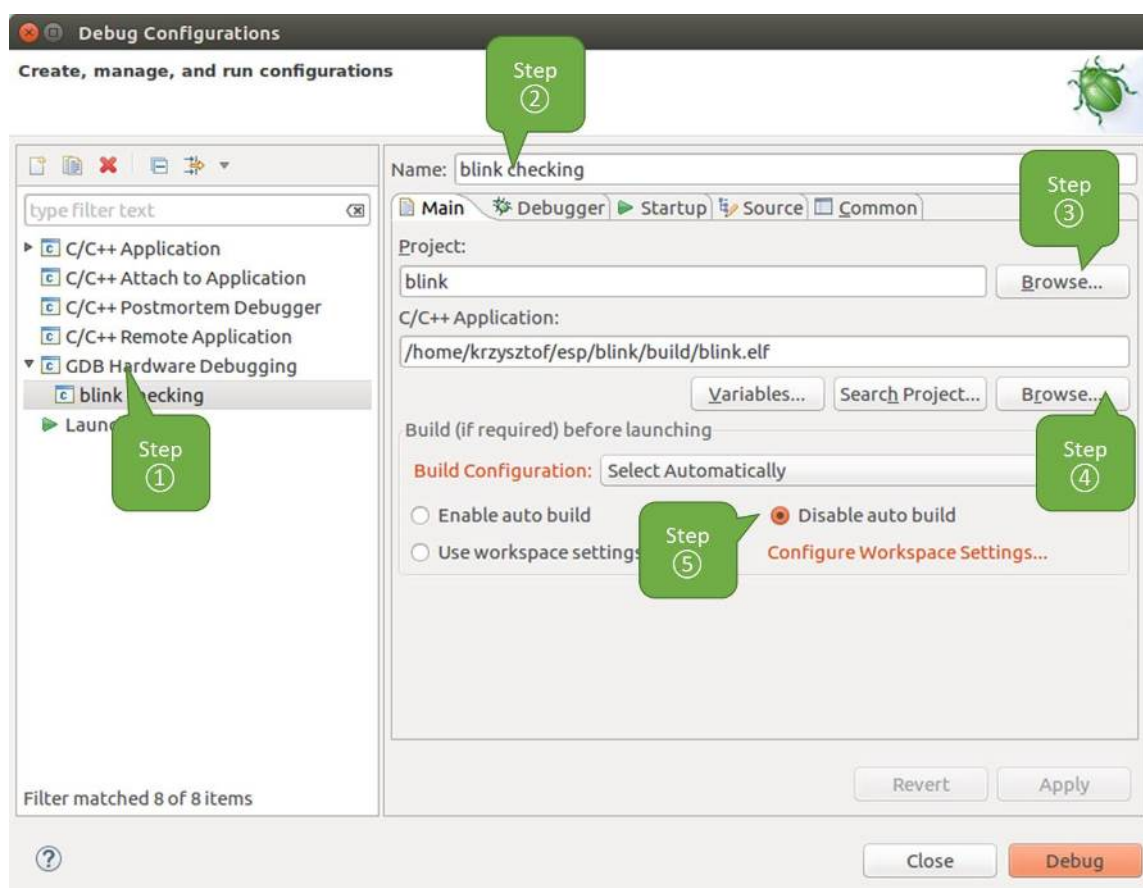 Debug Configurations
Create, manage, and run configurations
Step
②
type filter text
C/C++ Application
C/C++ Attach to Application
C/C++ Postmortem Debugger
C/C++ Remote Application
GDB Hardware Debugging
blink checking
Launch
Step
①
Filter matched 8 of 8 items
Name: blink checking
Main Debugger Startup Source Common
Step
③
Project:
blink Browse...
C/C++ Application:
/home/krzysztof/esp/blink/build/blink.elf
Variables... Search Project... Browse...
Step
④
Build (if required) before launching
Build Configuration: Select Automatically
Enable auto build Disable auto build
Step
⑤
Use workspace settings Configure Workspace Settings...
Revert Apply
Close Debug